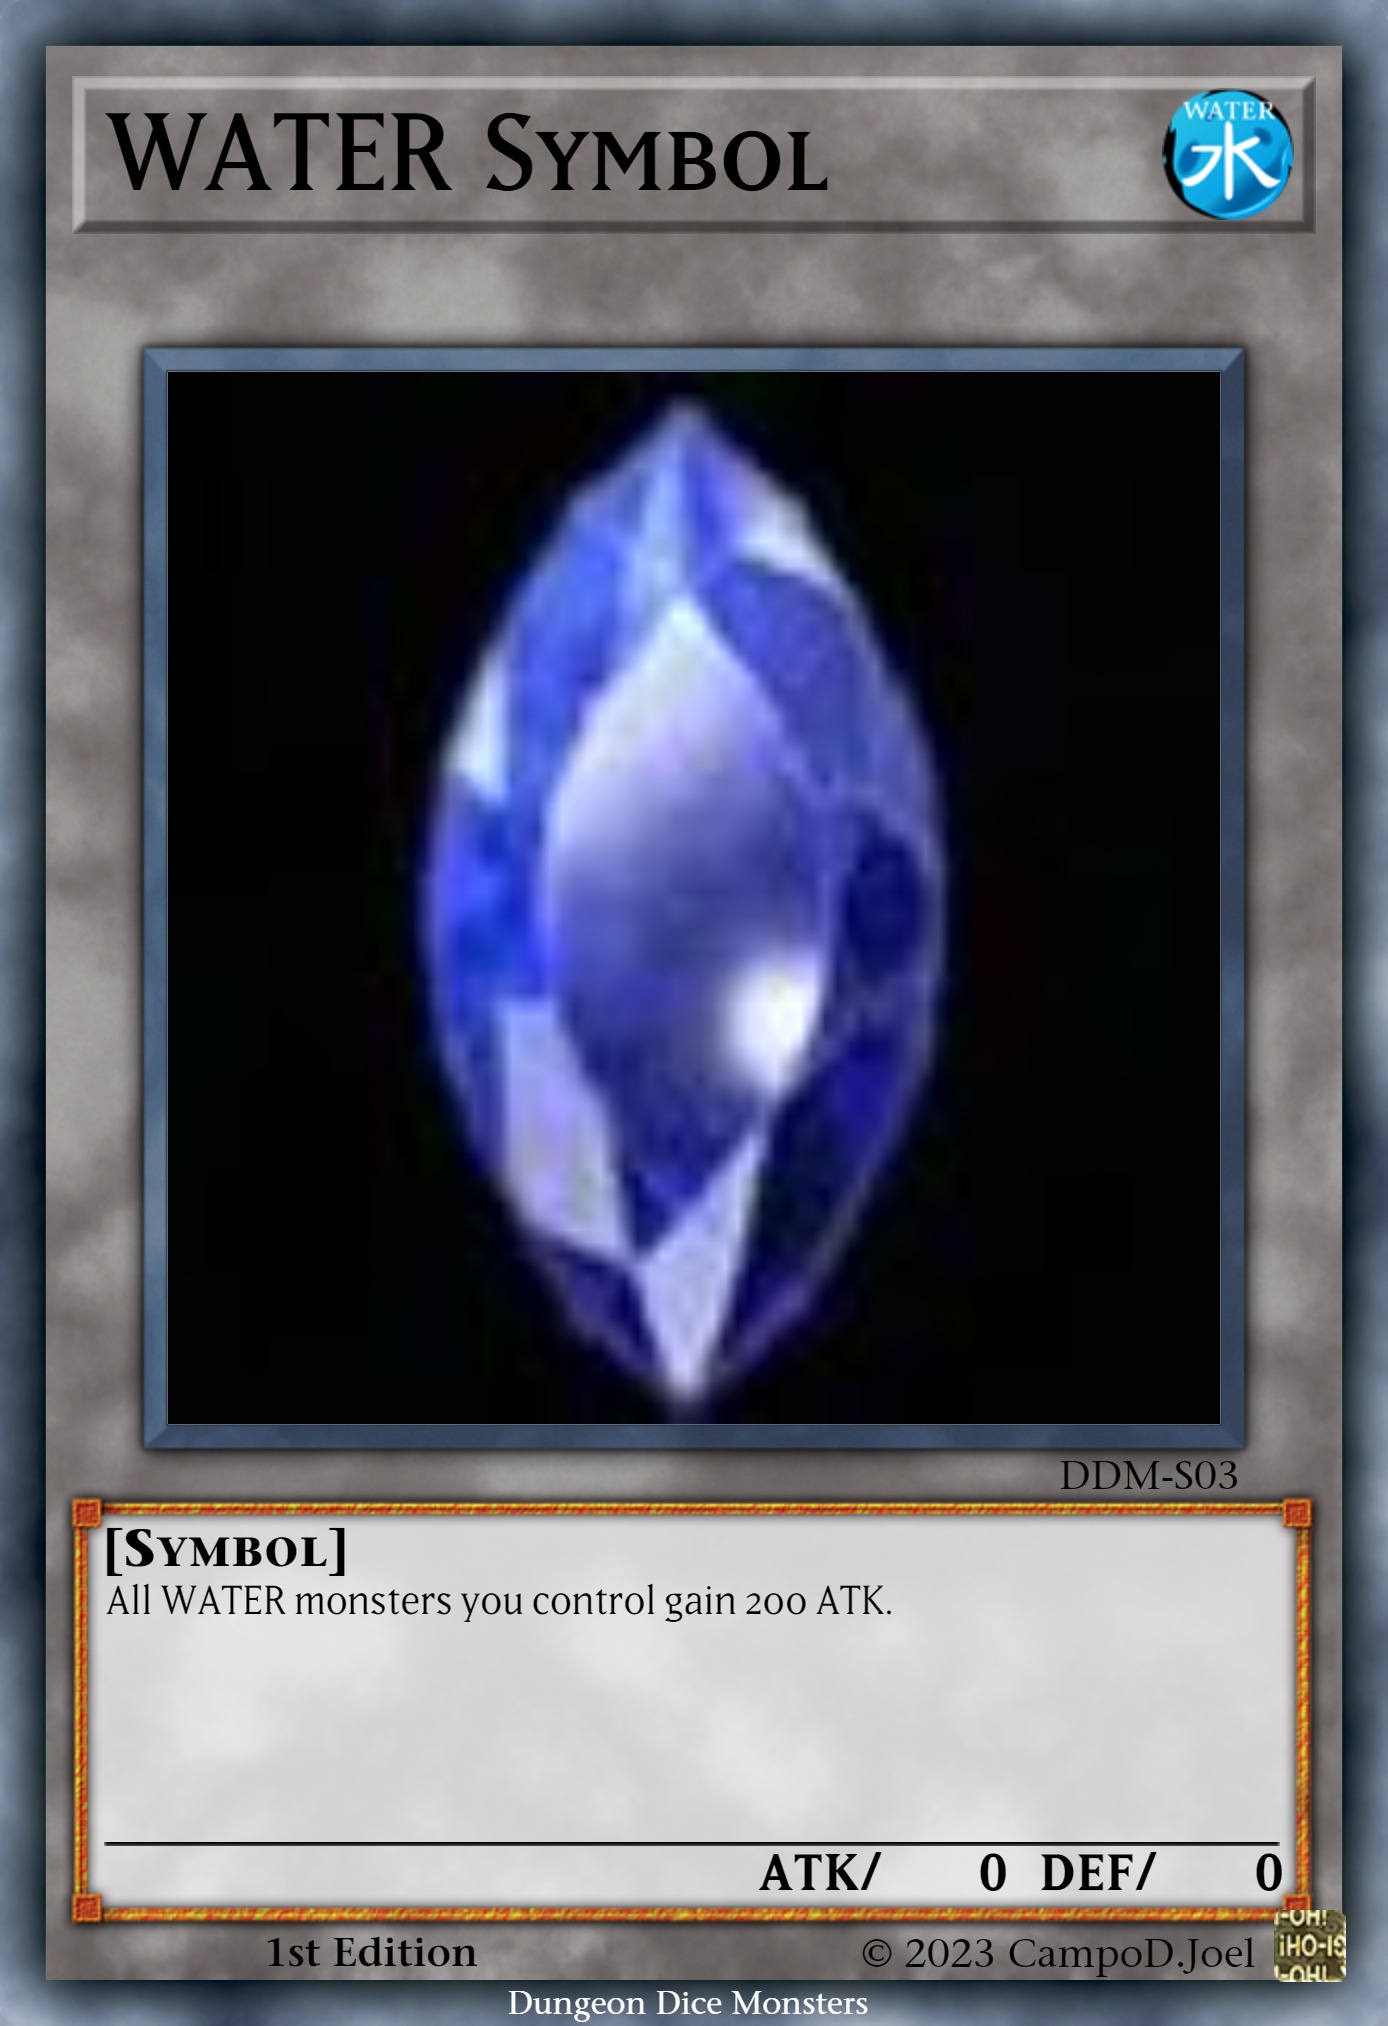 WATER Symbol
WATER
水
DDM-S03
[Symbol]
All WATER monsters you control gain 200 ATK.
ATK/ 0 DEF/ 0
1st Edition
© 2023 CampoD.Joel
Dungeon Dice Monsters